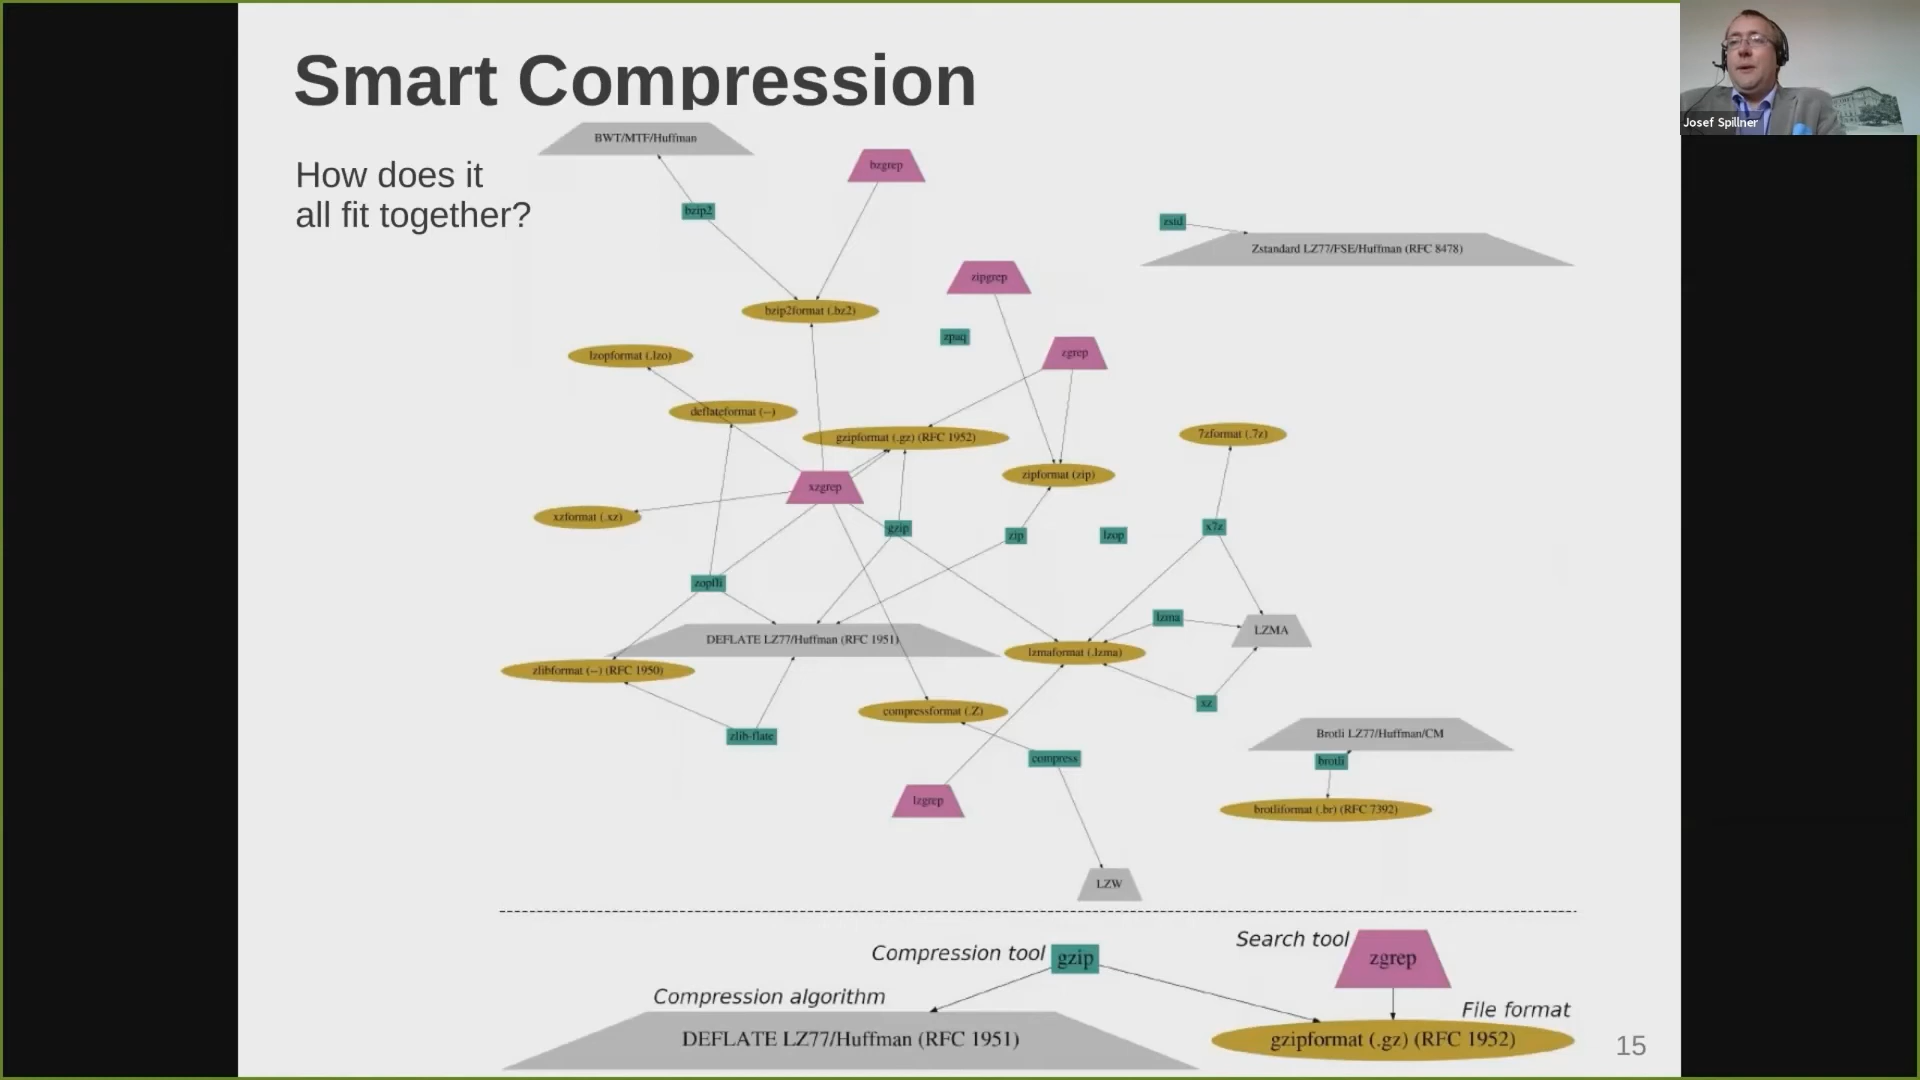 Smart Compression
Josef Spillner
How does it
all fit together?
BWT/MTF/Huffman
bzgrep
bzip2
zstd
Zstandard LZ77/FSE/Huffman (RFC 8478)
zipgrep
bzip2format (.bz2)
zpaq
zgrep
lzopformat (.lzo)
deflateformat (--)
gzipformat (.gz) (RFC 1952)
7zformat (.7z)
zipformat (zip)
xzgrep
xzformat (.xz)
gzip
zip
lzop
x7z
zopfli
lzma
LZMA
DEFLATE LZ77/Huffman (RFC 1951)
lzmaformat (.lzma)
zlibformat (--) (RFC 1950)
xz
compressformat (.Z)
zlib-flate
Brotli LZ77/Huffman/CM
compress
brotli
lzgrep
brotliformat (.br) (RFC 7392)
LZW
Compression tool
gzip
Search tool
zgrep
Compression algorithm
File format
DEFLATE LZ77/Huffman (RFC 1951)
gzipformat (.gz) (RFC 1952)
15